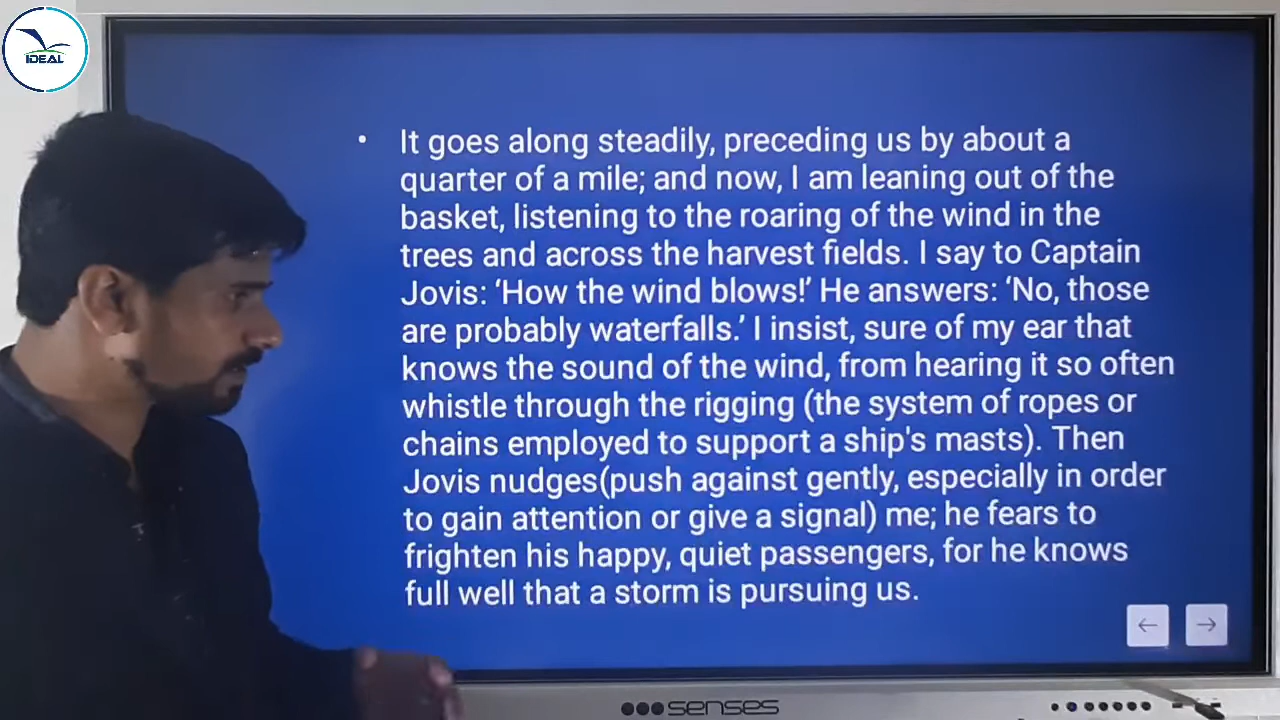 IDEAL
• It goes along steadily, preceding us by about a
quarter of a mile; and now, I am leaning out of the
basket, listening to the roaring of the wind in the
trees and across the harvest fields. I say to Captain
Jovis: ‘How the wind blows!’ He answers: ‘No, those
are probably waterfalls.’ I insist, sure of my ear that
knows the sound of the wind, from hearing it so often
whistle through the rigging (the system of ropes or
chains employed to support a ship's masts). Then
Jovis nudges(push against gently, especially in order
to gain attention or give a signal) me; he fears to
frighten his happy, quiet passengers, for he knows
full well that a storm is pursuing us.
senses